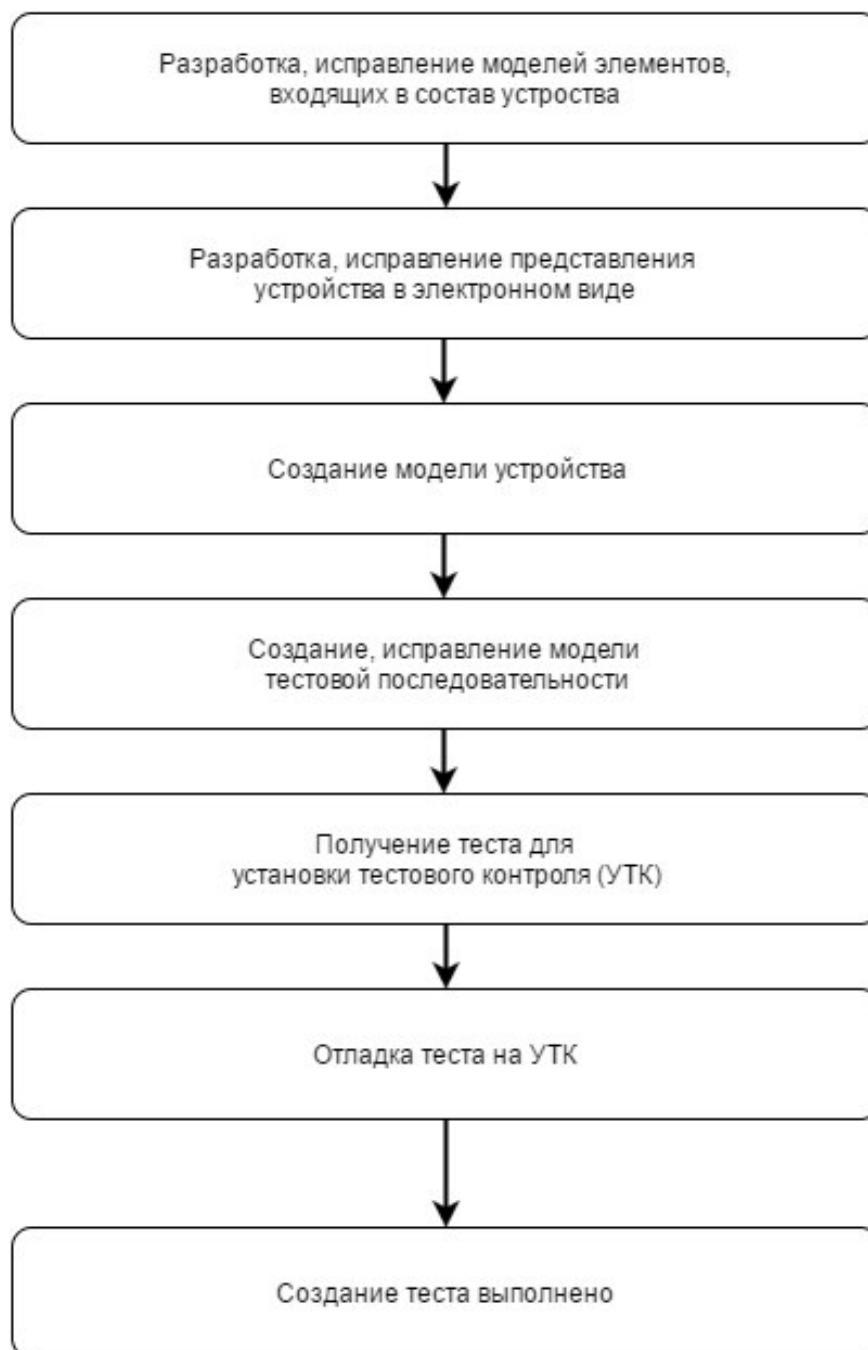 Разработка, исправление моделей элементов,
входящих в состав устроства
Разработка, исправление представления
устройства в электронном виде
Создание модели устройства
Создание, исправление модели
тестовой последовательности
Получение теста для
установки тестового контроля (УТК)
Отладка теста на УТК
Создание теста выполнено